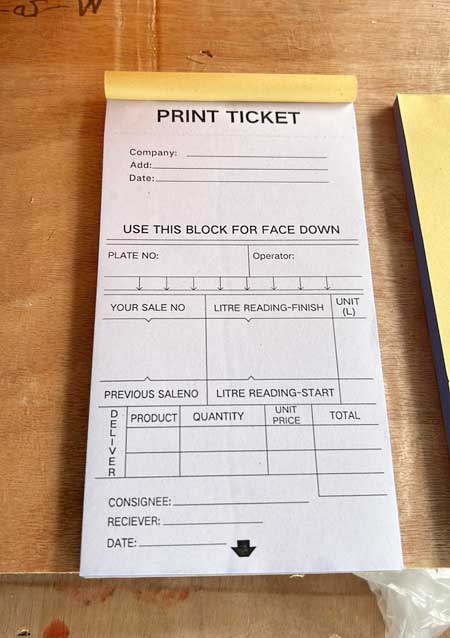 PRINT TICKET
Company:
Add:
Date:
USE THIS BLOCK FOR FACE DOWN
PLATE NO: Operator:
YOUR SALE NO LITRE READING-FINISH UNIT (L)
PREVIOUS SALENO LITRE READING-START
DELIVER PRODUCT QUANTITY UNIT PRICE TOTAL
CONSIGNEE:
RECIEVER:
DATE: